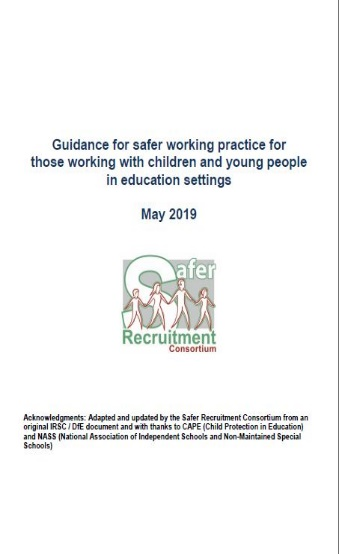 Guidance for safer working practice for
those working with children and young people
in education settings
May 2019
Safer
Recruitment
Consortium
Acknowledgments: Adapted and updated by the Safer Recruitment Consortium from an
original IRSC / DfE document and with thanks to CAPE (Child Protection in Education)
and NASS (National Association of Independent Schools and Non-Maintained Special
Schools)